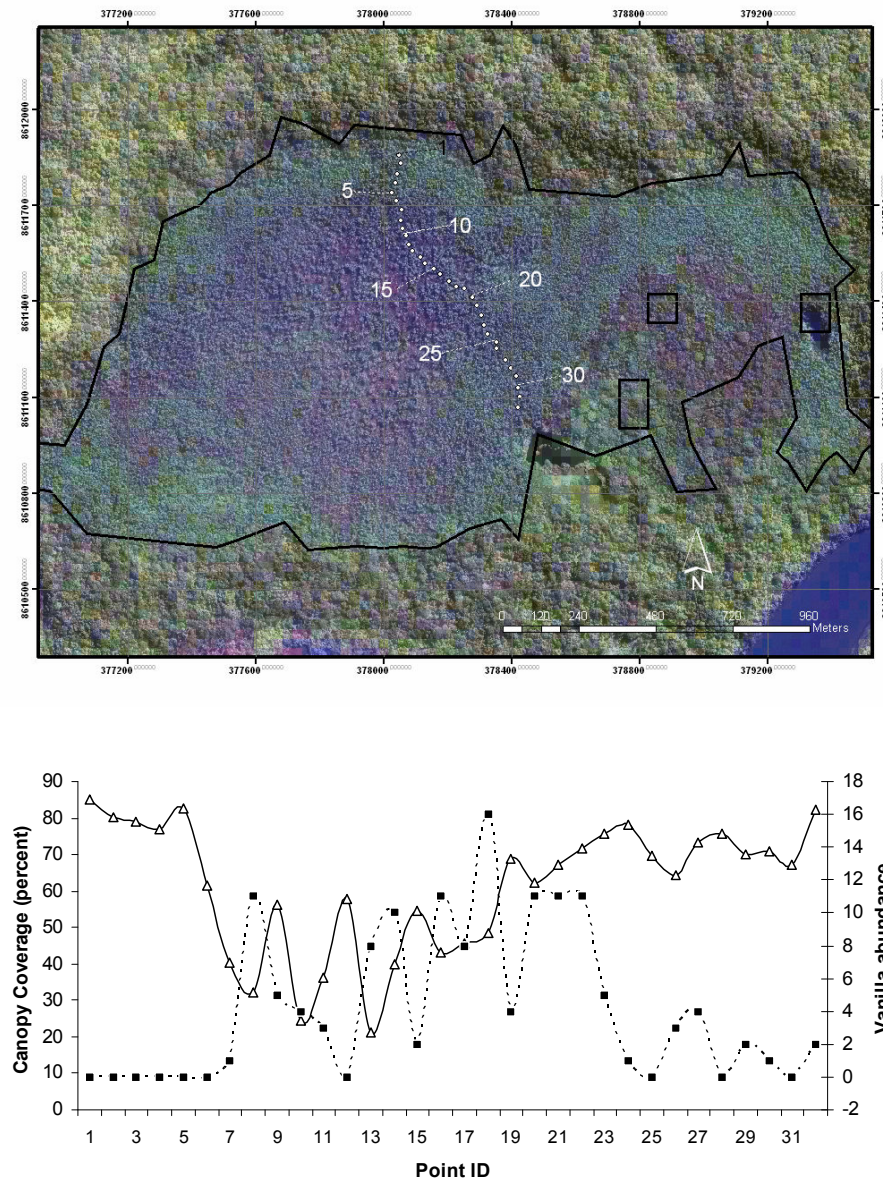 377200 377600 378000 378400 378800 379200
8612000
8611700
8611400
8611100
8610800
8610500
1
5
10
15
20
25
30
N
0 120 240 480 720 960
Meters
377200 377600 378000 378400 378800 379200
90 18
80 16
70 14
60 12
50 10
40 8
30 6
20 4
10 2
0 0
-2
Canopy Coverage (percent)
Vanilla abundance
1 3 5 7 9 11 13 15 17 19 21 23 25 27 29 31
Point ID